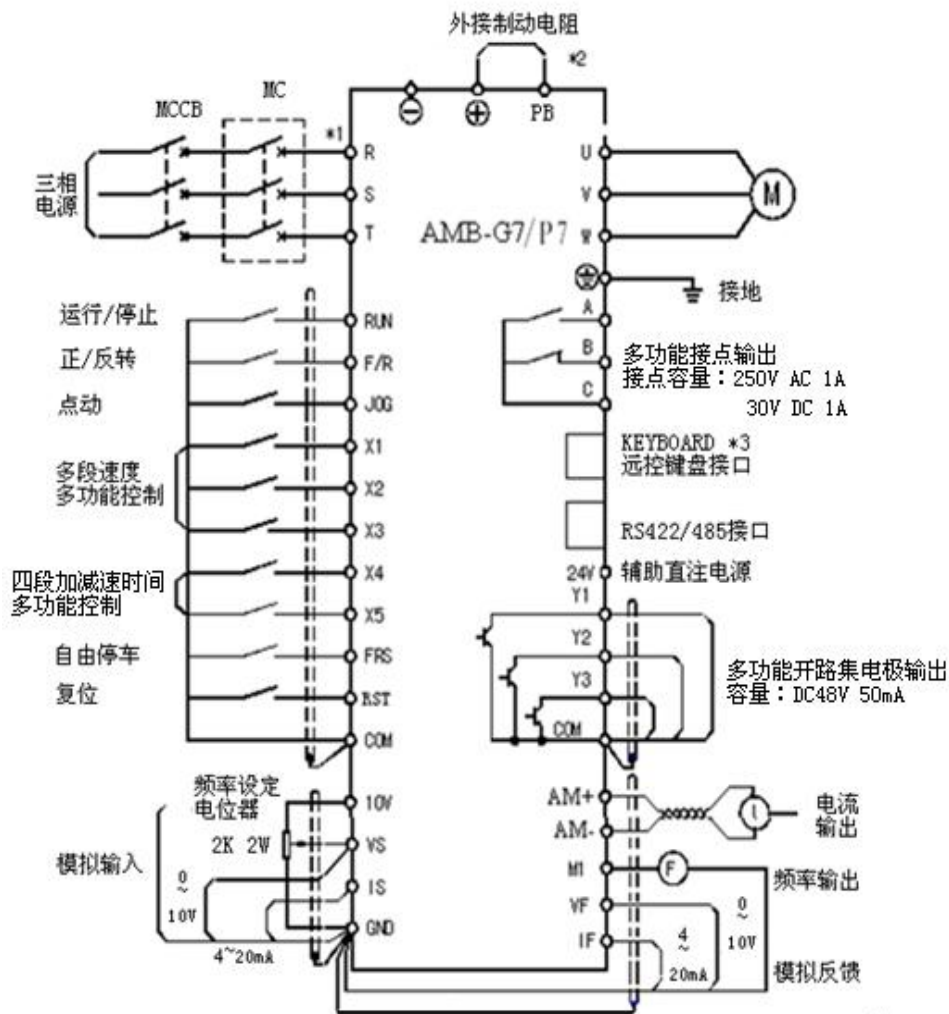 外接制动电阻
*2
MCCB
MC
⊖
⊕
PB
*1
R
S
T
三相
电源
U
V
W
M
AMB-G7/P7
接地
运行/停止
RUN
正/反转
F/R
点动
JOG
多段速度
多功能控制
X1
X2
X3
四段加减速时间
多功能控制
X4
X5
自由停车
FRS
复位
RST
COM
A
B
C
多功能接点输出
接点容量：250V AC 1A
30V DC 1A
KEYBOARD *3
远控键盘接口
RS422/485接口
24V
辅助直注电源
Y1
Y2
Y3
COM
多功能开路集电极输出
容量：DC48V 50mA
频率设定
电位器
2K 2W
模拟输入
0
~
10V
4~20mA
10V
VS
IS
GND
AM+
AM-
电流
输出
M1
F
频率输出
VF
IF
0
~
10V
4
~
20mA
模拟反馈